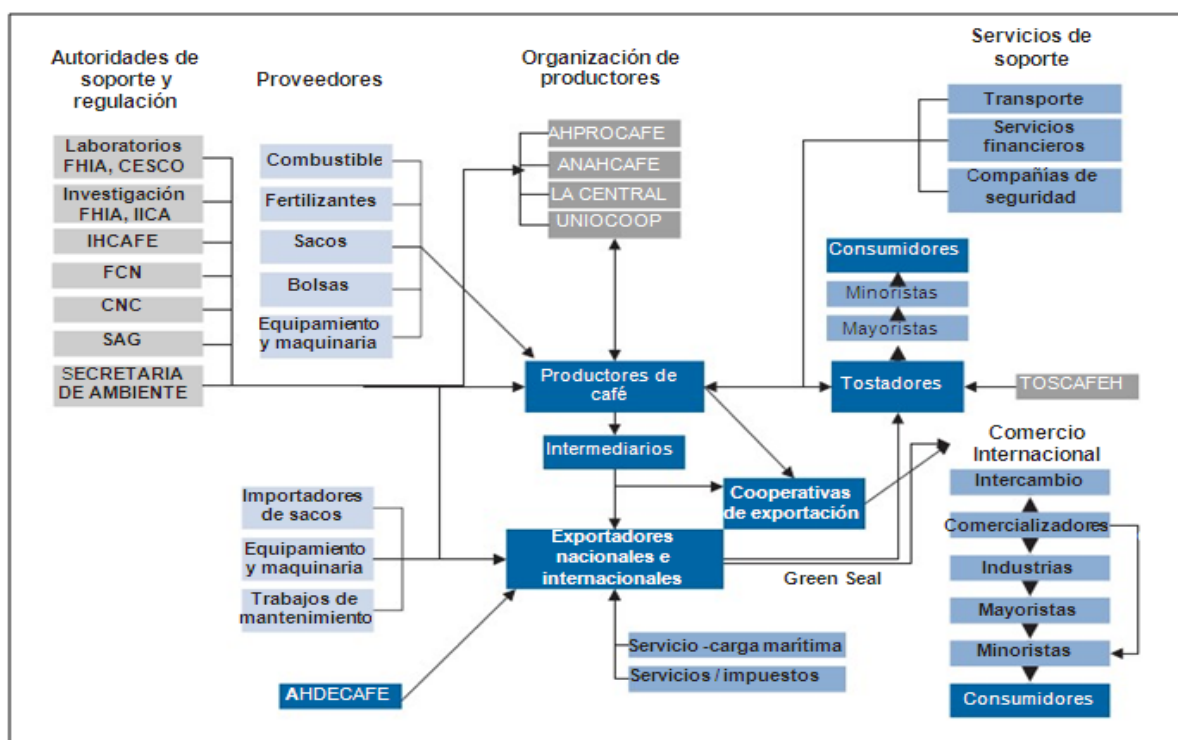 Autoridades de
soporte y
regulación
Laboratorios
FHIA, CESCO
Investigación
FHIA, IICA
IHCAFE
FCN
CNC
SAG
SECRETARIA
DE AMBIENTE
Proveedores
Combustible
Fertilizantes
Sacos
Bolsas
Equipamiento
y maquinaria
Organización de
productores
AHPROCAFE
ANAHCAFE
LA CENTRAL
UNIOCOOP
Servicios de
soporte
Transporte
Servicios
financieros
Compañías de
seguridad
Consumidores
Minoristas
Mayoristas
Tostadores
TOSCAFEH
Productores de
café
Intermediarios
Cooperativas
de exportación
Exportadores
nacionales e
internacionales
Green Seal
Importadores
de sacos
Equipamiento
y maquinaria
Trabajos de
mantenimiento
AHDECAFE
Servicio -carga marítima
Servicios / impuestos
Comercio
Internacional
Intercambio
Comercializadores
Industrias
Mayoristas
Minoristas
Consumidores